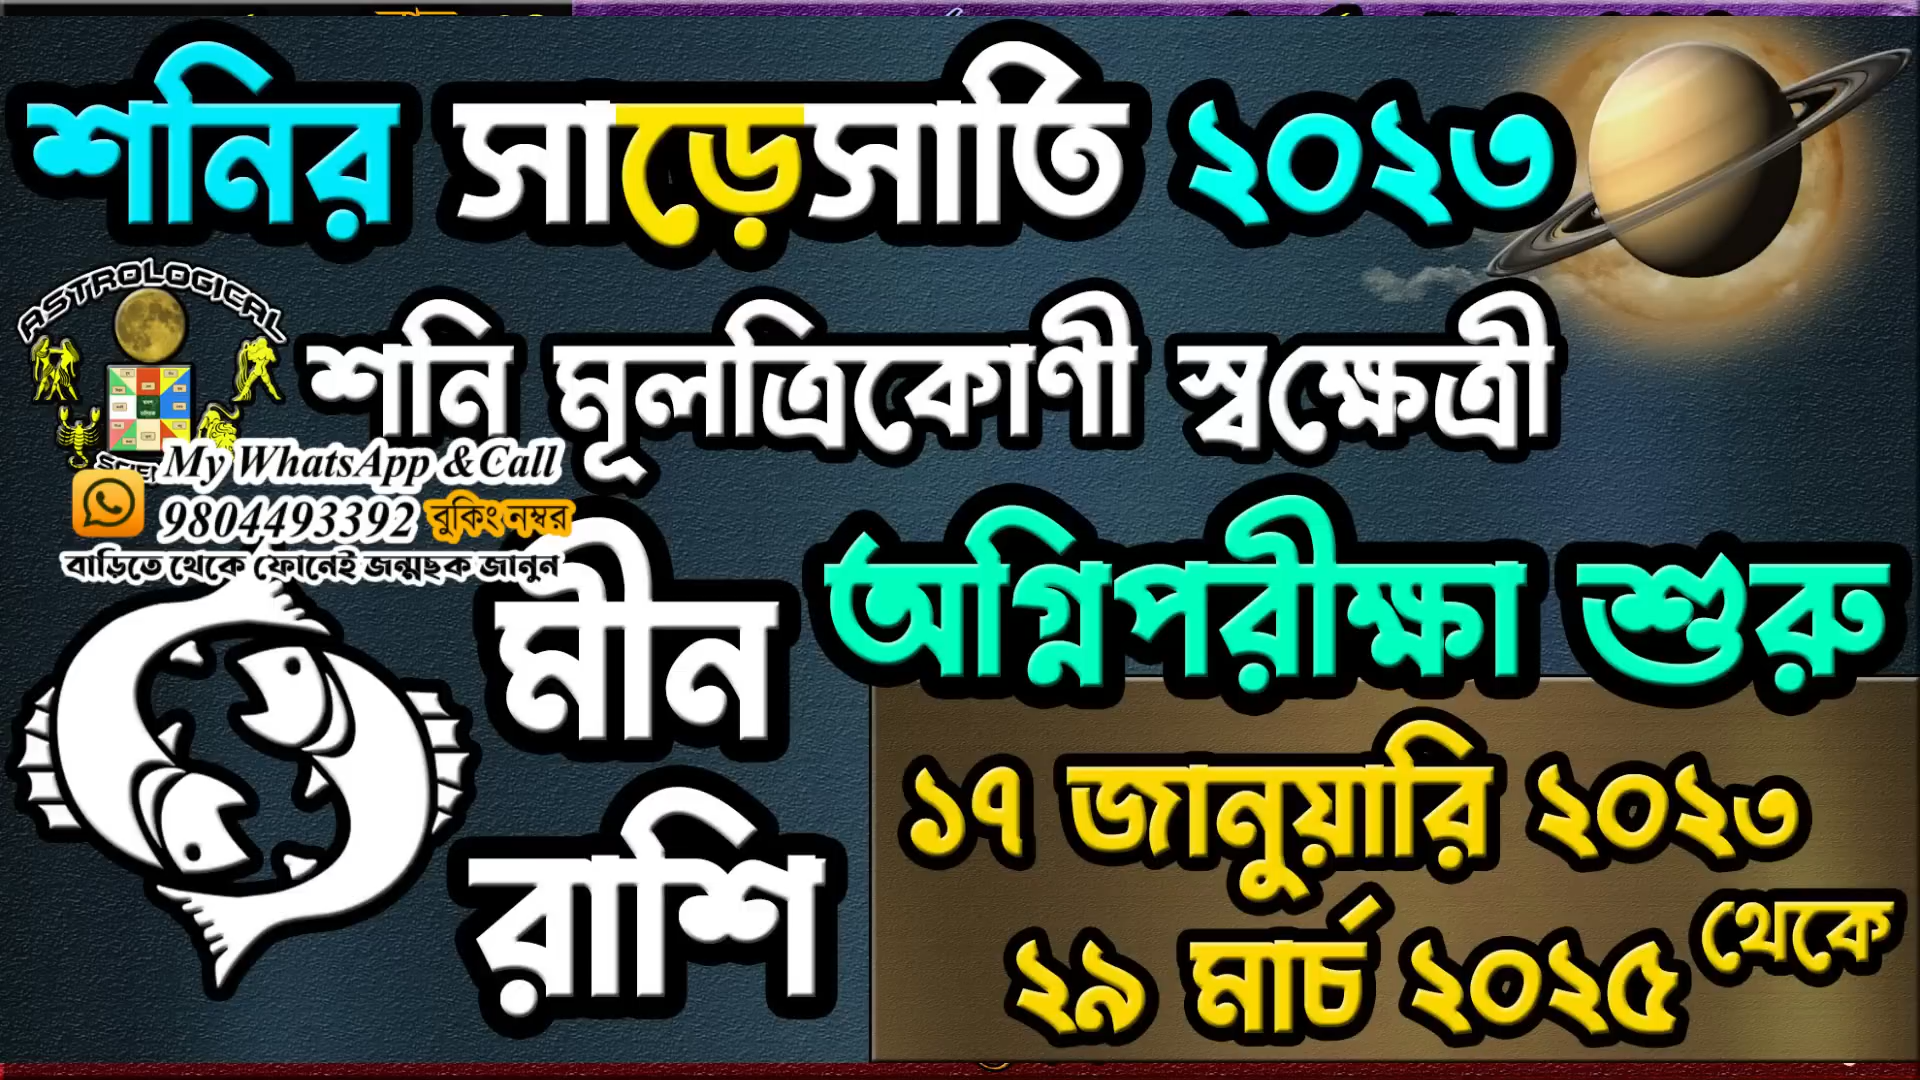 শনির সাড়েসাতি ২০২৩
ASTROLOGICAL
শনি মূলত্রিকোণী স্বক্ষেত্রী
My WhatsApp &Call
9804493392 বুকিং নম্বর
বাড়িতে থেকে ফোনেই জন্মছক জানুন
মীন
রাশি
অগ্নিপরীক্ষা শুরু
১৭ জানুয়ারি ২০২৩
থেকে
২৯ মার্চ ২০২৫